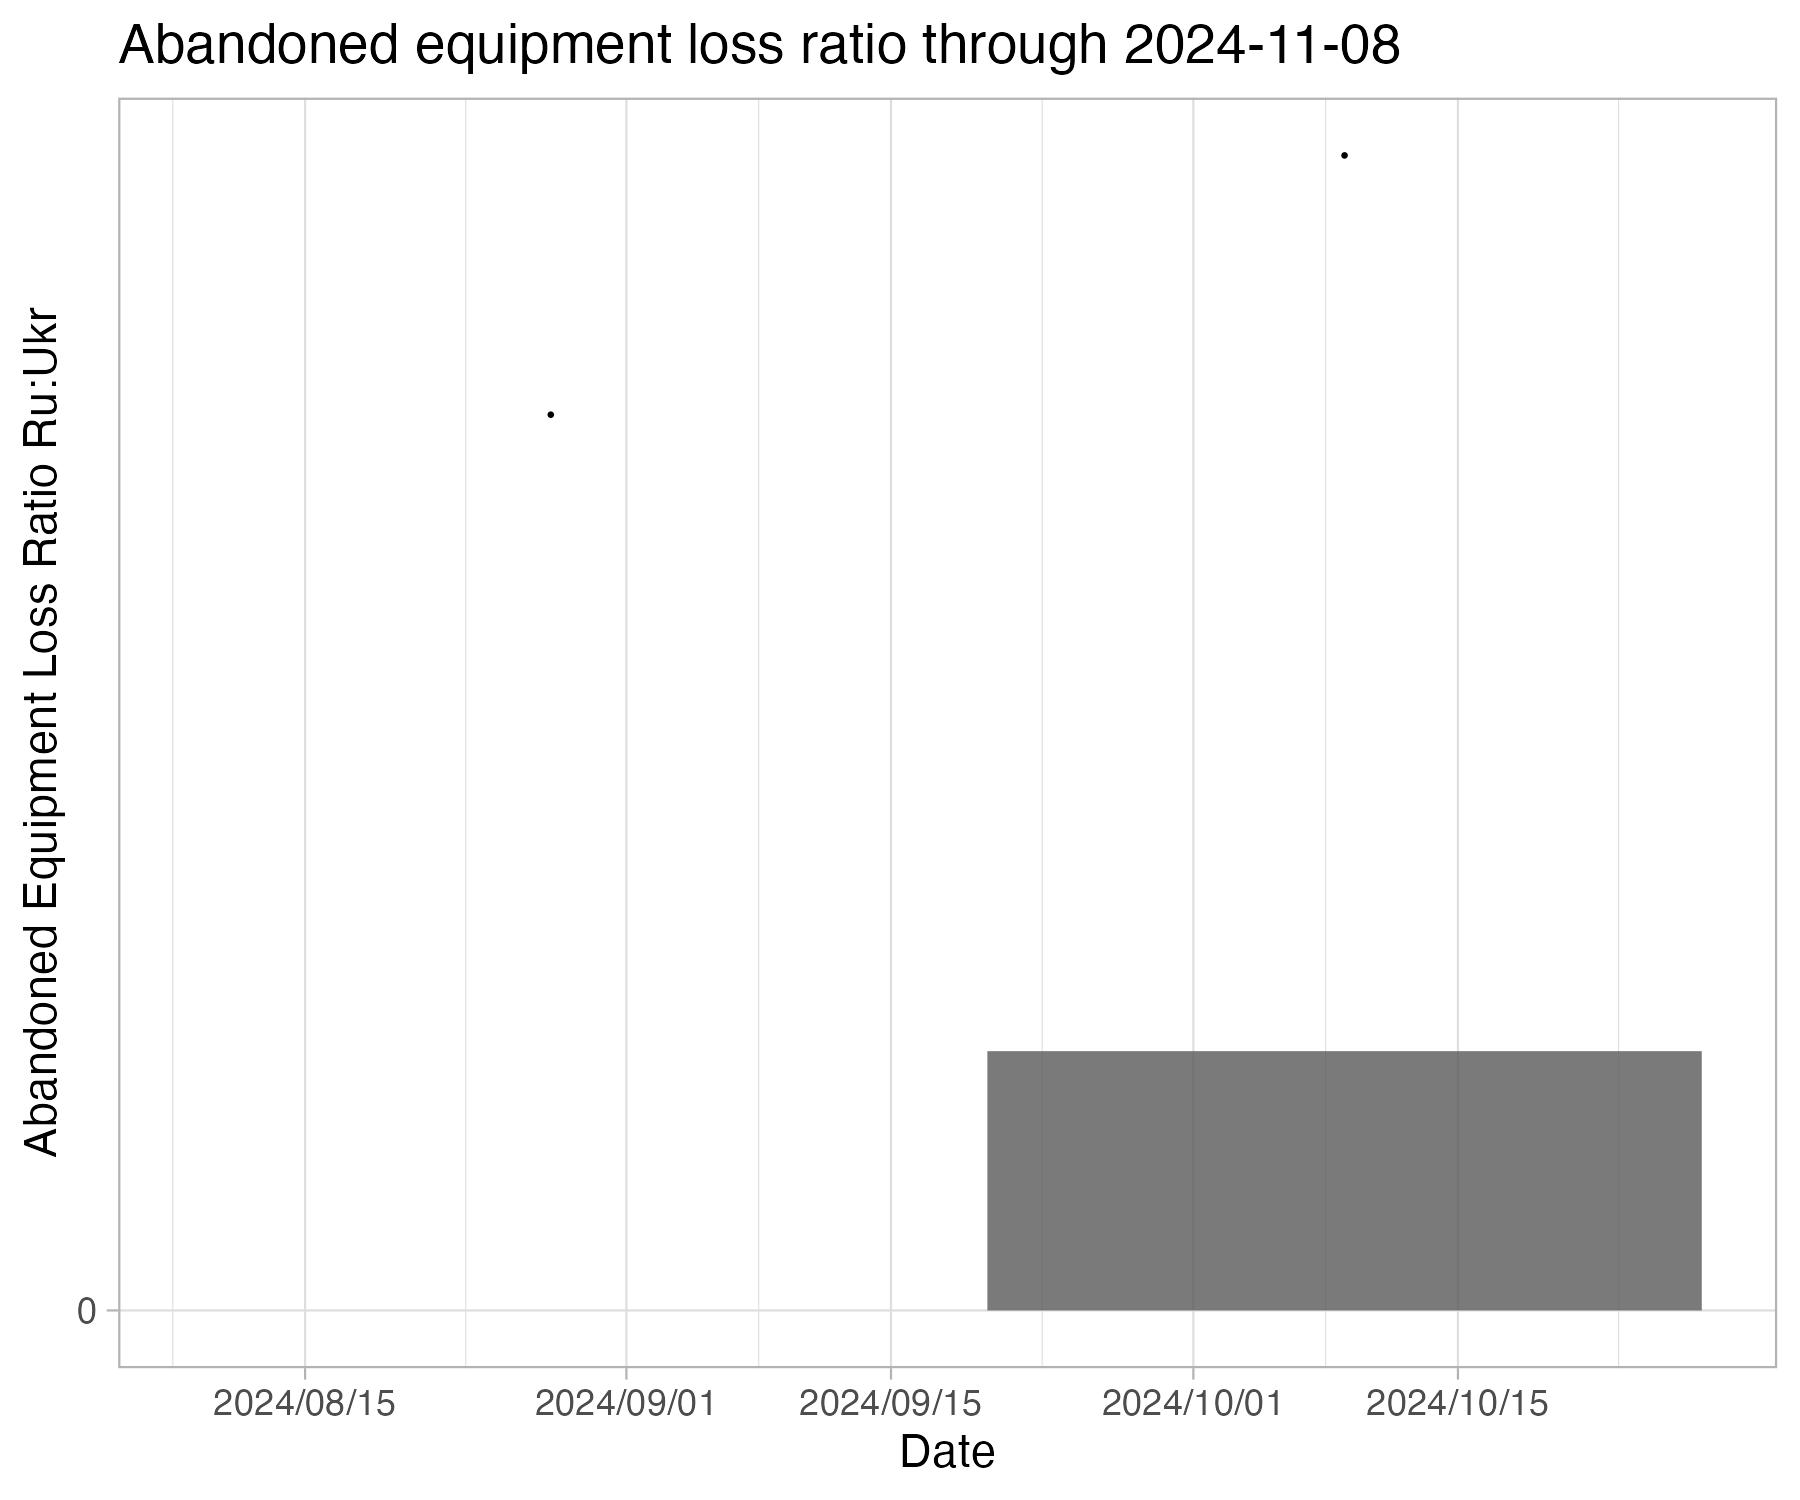 Abandoned equipment loss ratio through 2024-11-08
Abandoned Equipment Loss Ratio Ru:Ukr
0
2024/08/15 2024/09/01 2024/09/15 2024/10/01 2024/10/15
Date